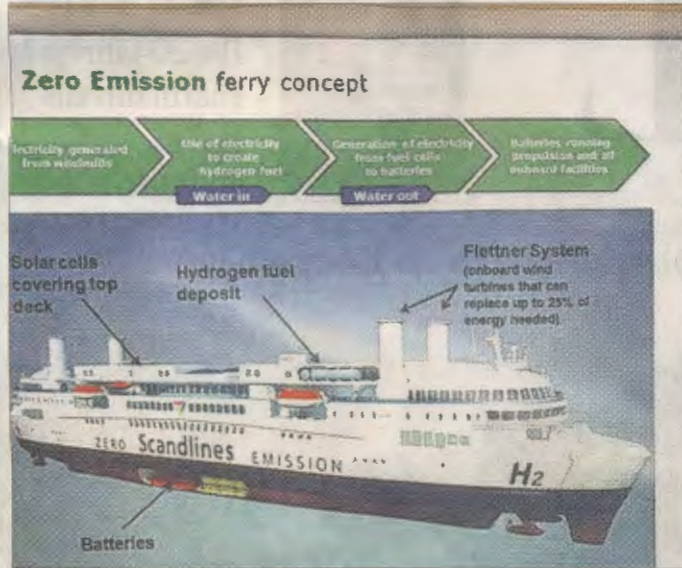 Zero Emission ferry concept
lectricity generated
from windmills
Use of electricity
to create
hydrogen fuel
Water in
Generation of electricity
from fuel cells
to batteries
Water out
Batteries running
propulsion and all
onboard facilities
Solar cells
covering top
deck
Hydrogen fuel
deposit
Flettner System
(onboard wind
turbines that can
replace up to 25% of
energy needed)
ZERO Scandlines EMISSION
H2
Batteries